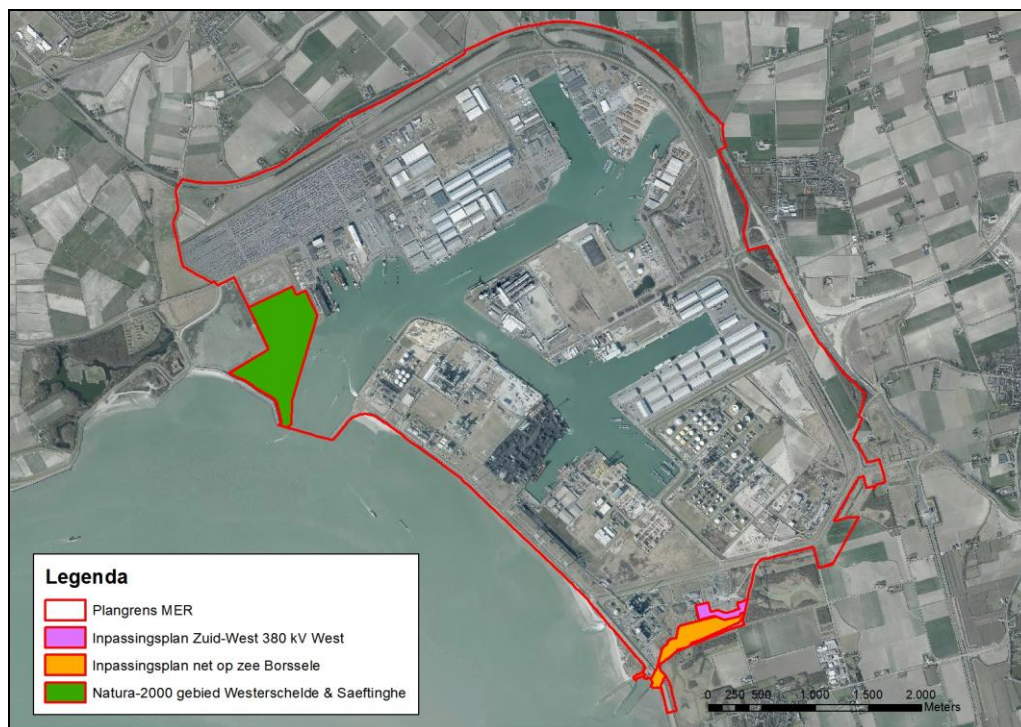 Legenda
Plangrens MER
Inpassingsplan Zuid-West 380 kV West
Inpassingsplan net op zee Borssele
Natura-2000 gebied Westerschelde & Saeftinghe
0 250 500 1.000 1.500 2.000
Meters